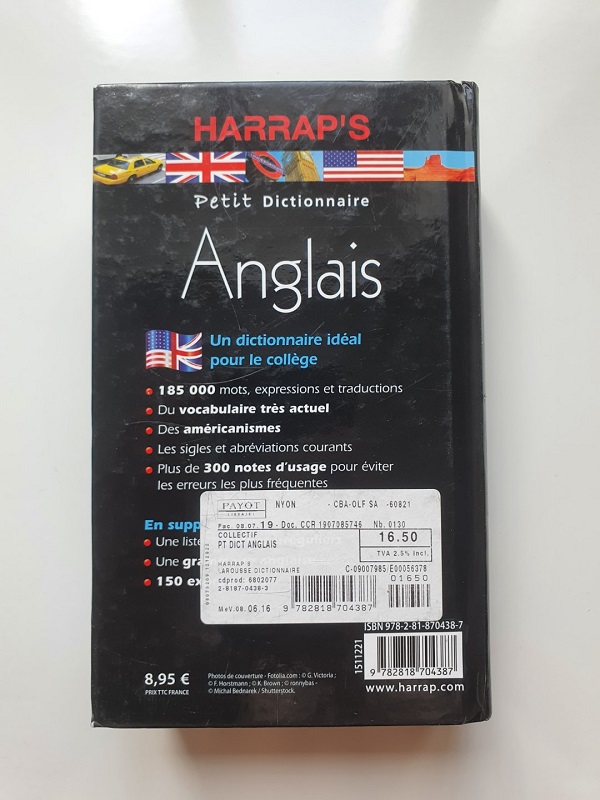 HARRAP'S
Petit Dictionnaire
Anglais
Un dictionnaire idéal
pour le collège
185 000 mots, expressions et traductions
Du vocabulaire très actuel
Des américanismes
Les sigles et abréviations courants
Plus de 300 notes d'usage pour éviter
les erreurs les plus fréquentes
PAYOT NYON - CBA-OLF SA -60821
LIBRAIRIE
Fac. 08.07.19 - Doc. CCR 1907085746 Nb. 0130
COLLECTIF
PT DICT ANGLAIS
16.50
TVA 2.5% incl.
HARRAP S
LAROUSSE DICTIONNAIRE
C-09007985 E00056378
cdprod: 6802077
01650
2-8187-0438-3
MeV.08.06.16
9 782818 704387
En supp
Une liste
Une gra
150 ex
ISBN 978-2-81-870438-7
1511221
9 782818 704387
www.harrap.com
8,95 €
PRIX TTC FRANCE
Photos de couverture - Fotolia.com : © G. Victoria ;
© F. Horstmann ; © K. Brown ; © ronnybas -
© Michal Bednarek / Shutterstock.